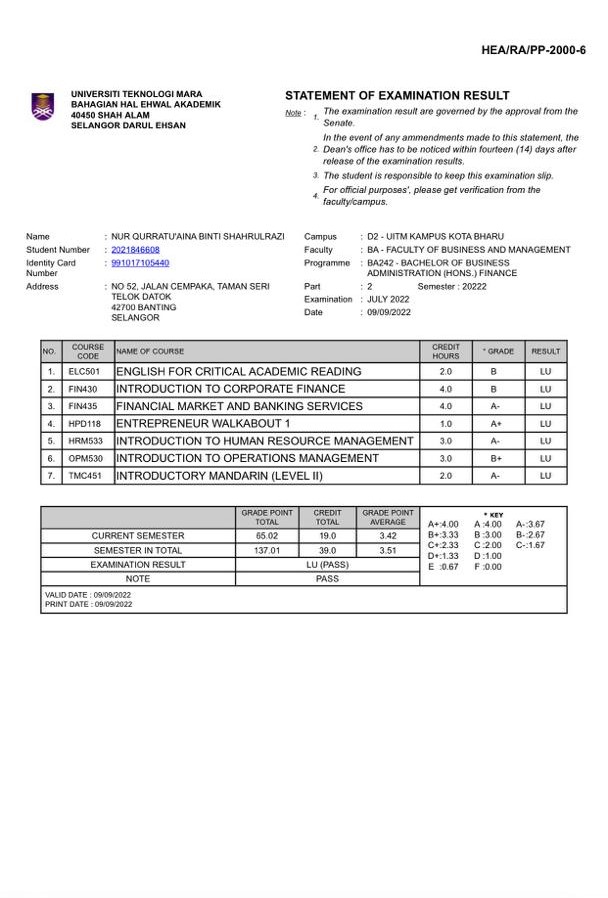 HEA/RA/PP-2000-6
UNIVERSITI TEKNOLOGI MARA
BAHAGIAN HAL EHWAL AKADEMIK
40450 SHAH ALAM
SELANGOR DARUL EHSAN
STATEMENT OF EXAMINATION RESULT
Note : 1. The examination result are governed by the approval from the Senate.
2. In the event of any ammendments made to this statement, the Dean's office has to be noticed within fourteen (14) days after release of the examination results.
3. The student is responsible to keep this examination slip.
4. For official purposes', please get verification from the faculty/campus.
Name : NUR QURRATU'AINA BINTI SHAHRULRAZI
Student Number : 2021846608
Identity Card Number : 991017105440
Address : NO 52, JALAN CEMPAKA, TAMAN SERI
TELOK DATOK
42700 BANTING
SELANGOR
Campus : D2 - UITM KAMPUS KOTA BHARU
Faculty : BA - FACULTY OF BUSINESS AND MANAGEMENT
Programme : BA242 - BACHELOR OF BUSINESS
ADMINISTRATION (HONS.) FINANCE
Part : 2 Semester : 20222
Examination : JULY 2022
Date : 09/09/2022
NO. COURSE CODE NAME OF COURSE CREDIT HOURS * GRADE RESULT
1. ELC501 ENGLISH FOR CRITICAL ACADEMIC READING 2.0 B LU
2. FIN430 INTRODUCTION TO CORPORATE FINANCE 4.0 B LU
3. FIN435 FINANCIAL MARKET AND BANKING SERVICES 4.0 A- LU
4. HPD118 ENTREPRENEUR WALKABOUT 1 1.0 A+ LU
5. HRM533 INTRODUCTION TO HUMAN RESOURCE MANAGEMENT 3.0 A- LU
6. OPM530 INTRODUCTION TO OPERATIONS MANAGEMENT 3.0 B+ LU
7. TMC451 INTRODUCTORY MANDARIN (LEVEL II) 2.0 A- LU
GRADE POINT TOTAL CREDIT TOTAL GRADE POINT AVERAGE
CURRENT SEMESTER 65.02 19.0 3.42
SEMESTER IN TOTAL 137.01 39.0 3.51
EXAMINATION RESULT LU (PASS)
NOTE PASS
* KEY
A+:4.00 A :4.00 A-:3.67
B+:3.33 B :3.00 B-:2.67
C+:2.33 C :2.00 C-:1.67
D+:1.33 D :1.00
E :0.67 F :0.00
VALID DATE : 09/09/2022
PRINT DATE : 09/09/2022